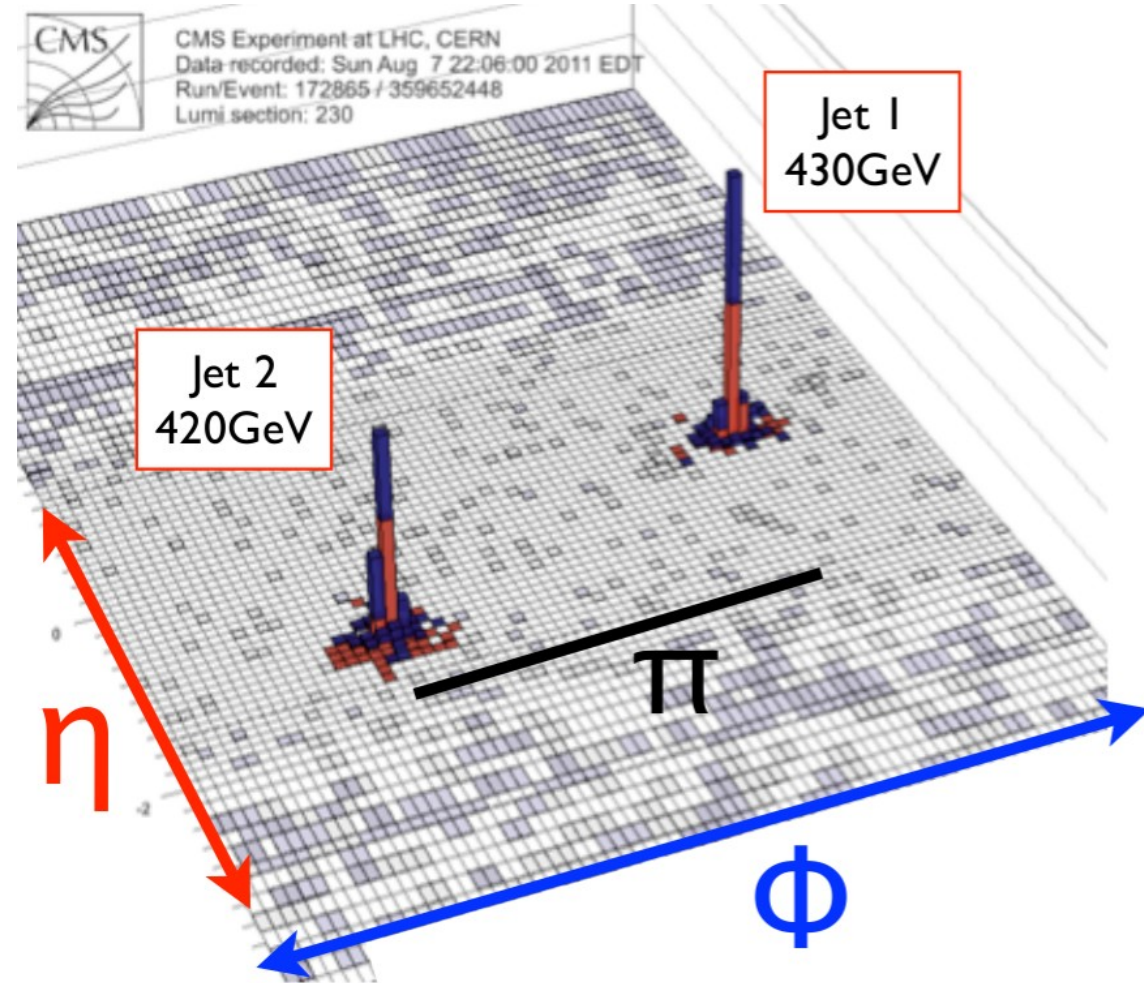 CMS
CMS Experiment at LHC, CERN
Data recorded: Sun Aug 7 22:06:00 2011 EDT
Run/Event: 172865 / 359652448
Lumi section: 230
Jet 1
430GeV
Jet 2
420GeV
0
η
π
-2
Φ